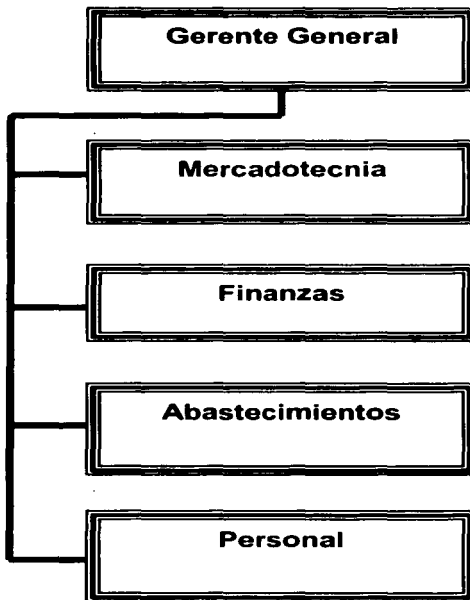 Gerente General
Mercadotecnia
Finanzas
Abastecimientos
Personal